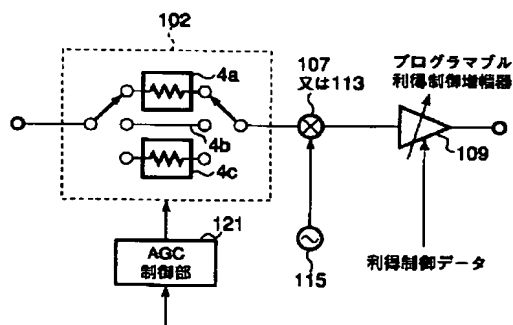 102
4a
4b
4c
107
又は113
プログラマブル
利得制御増幅器
109
121
AGC
制御部
115
利得制御データ